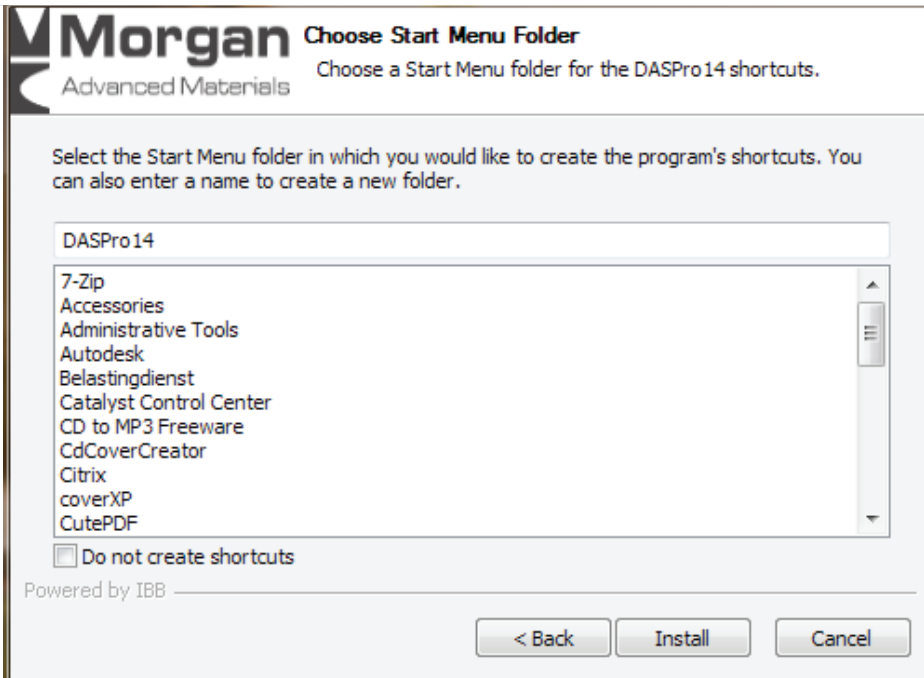 Morgan
Advanced Materials
Choose Start Menu Folder
Choose a Start Menu folder for the DASPro14 shortcuts.
Select the Start Menu folder in which you would like to create the program's shortcuts. You
can also enter a name to create a new folder.
DASPro14
7-Zip
Accessories
Administrative Tools
Autodesk
Belastingdienst
Catalyst Control Center
CD to MP3 Freeware
CdCoverCreator
Citrix
coverXP
CutePDF
Do not create shortcuts
Powered by IBB
< Back
Install
Cancel